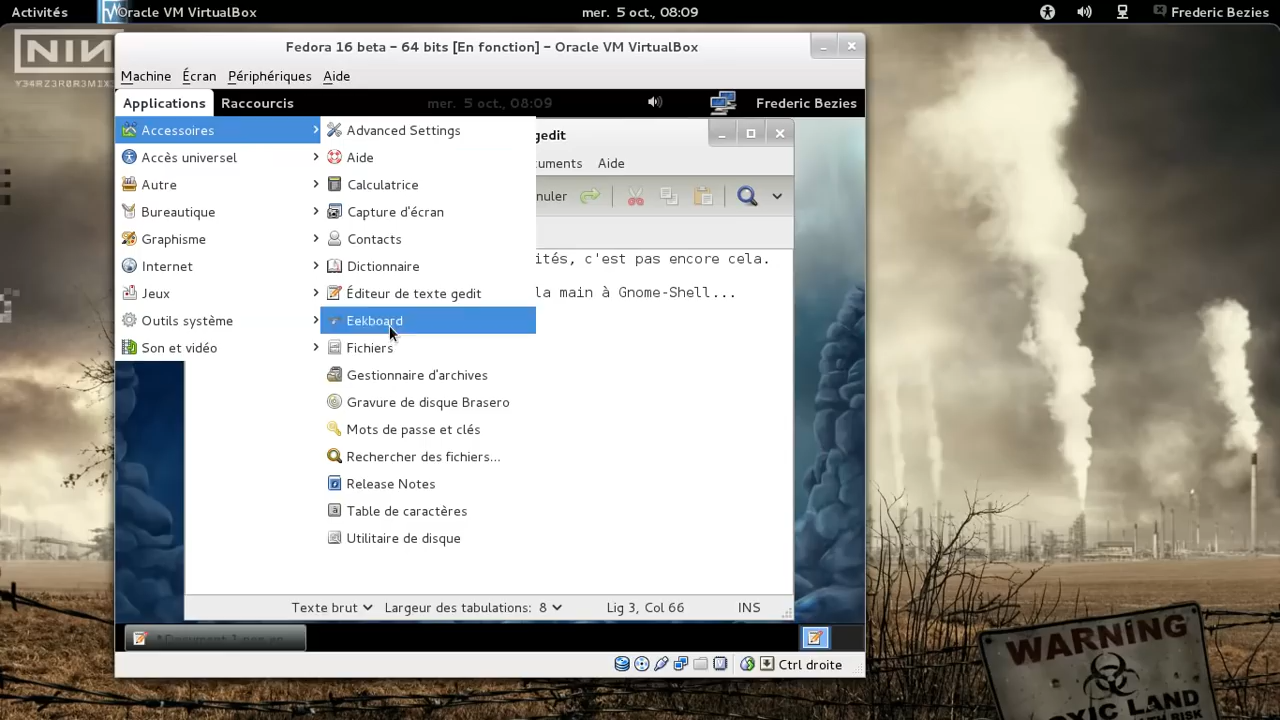 Activités
Oracle VM VirtualBox
mer. 5 oct., 08:09
Frederic Bezies
NIN
Fedora 16 beta – 64 bits [En fonction] – Oracle VM VirtualBox
Machine Écran Périphériques Aide
Applications Raccourcis
mer. 5 oct., 08:09
Frederic Bezies
Accessoires
Accès universel
Autre
Bureautique
Graphisme
Internet
Jeux
Outils système
Son et vidéo
Advanced Settings
Aide
Calculatrice
Capture d'écran
Contacts
Dictionnaire
Éditeur de texte gedit
Eekboard
Fichiers
Gestionnaire d'archives
Gravure de disque Brasero
Mots de passe et clés
Rechercher des fichiers...
Release Notes
Table de caractères
Utilitaire de disque
gedit
uments Aide
nuler
ités, c'est pas encore cela.
la main à Gnome-Shell...
Texte brut Largeur des tabulations: 8 Lig 3, Col 66 INS
Ctrl droite
WARNING
TOXIC LAND